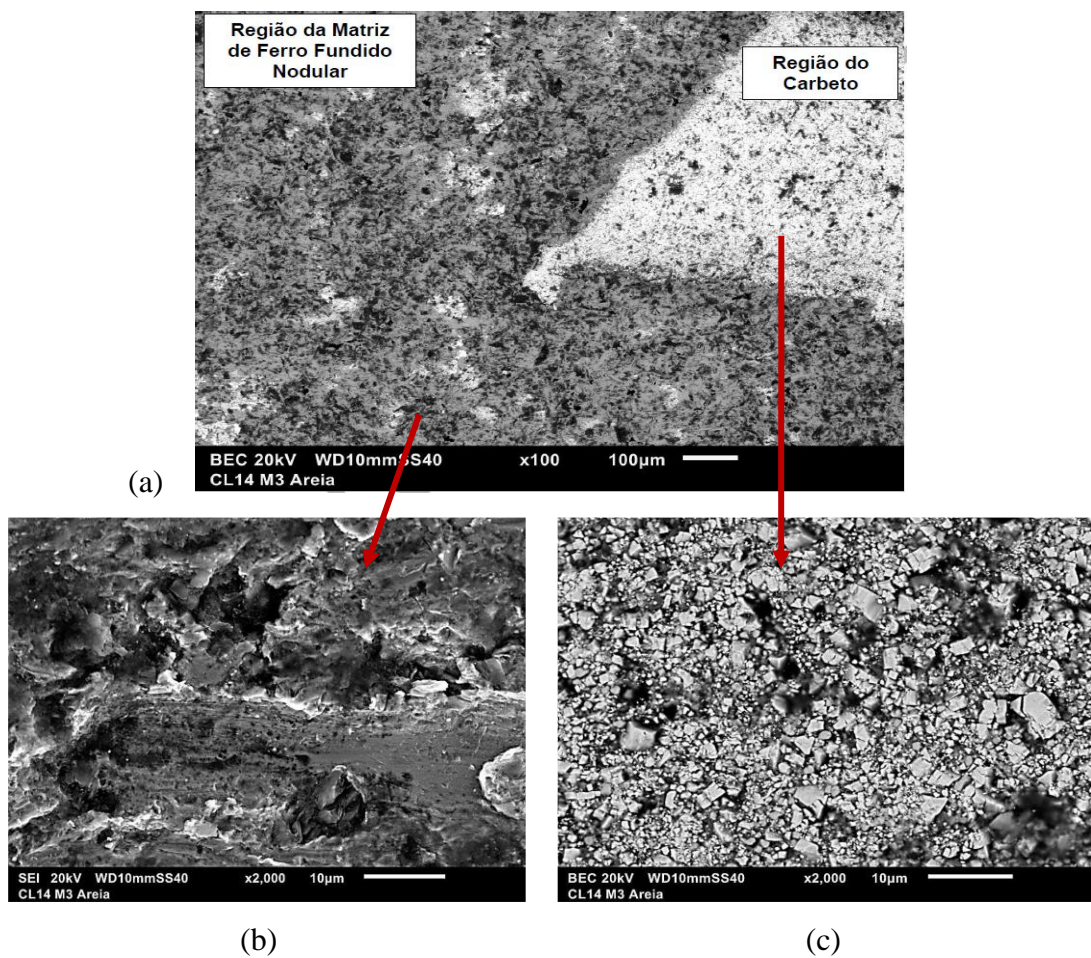 Região da Matriz
de Ferro Fundido
Nodular
Região do
Carbeto
BEC 20kV WD10mmSS40 x100 100µm
CL14 M3 Areia
(a)
SEI 20kV WD10mmSS40 x2,000 10µm
CL14 M3 Areia
BEC 20kV WD10mmSS40 x2,000 10µm
CL14 M3 Areia
(b)
(c)